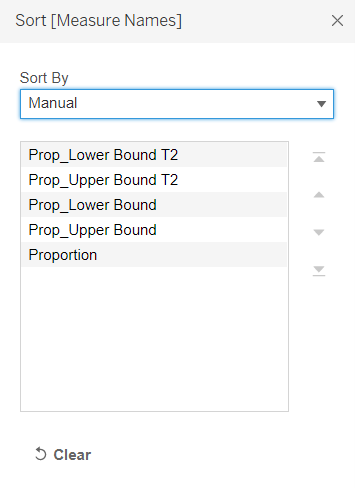 Sort [Measure Names]
Sort By
Manual
Prop_Lower Bound T2
Prop_Upper Bound T2
Prop_Lower Bound
Prop_Upper Bound
Proportion
Clear